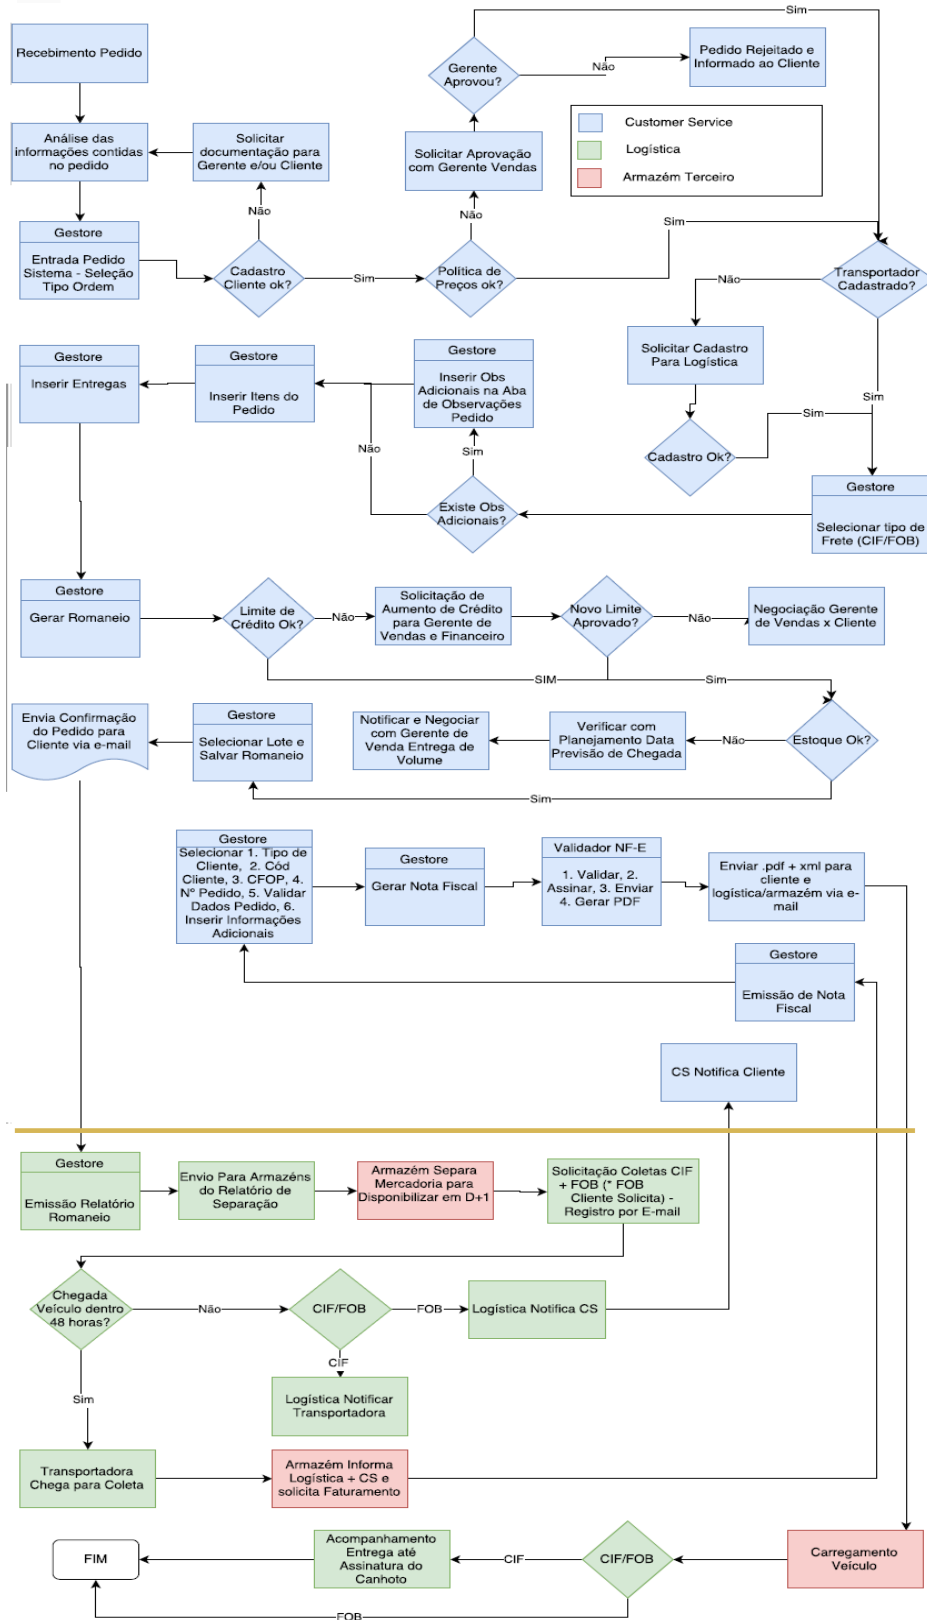 Sim
Recebimento Pedido
Gerente
Aprovou?
Não
Pedido Rejeitado e
Informado ao Cliente
Customer Service
Logística
Armazém Terceiro
Análise das
informações contidas
no pedido
Solicitar
documentação para
Gerente e/ou Cliente
Solicitar Aprovação
com Gerente Vendas
Não
Não
Sim
Gestore
Entrada Pedido
Sistema - Seleção
Tipo Ordem
Cadastro
Cliente ok?
Sim
Política de
Preços ok?
Transportador
Cadastrado?
Não
Solicitar Cadastro
Para Logística
Sim
Sim
Cadastro Ok?
Gestore
Inserir Entregas
Gestore
Inserir Itens do
Pedido
Gestore
Inserir Obs
Adicionais na Aba
de Observações
Pedido
Não
Sim
Existe Obs
Adicionais?
Gestore
Selecionar tipo de
Frete (CIF/FOB)
Gestore
Gerar Romaneio
Limite de
Crédito Ok?
Não
Solicitação de
Aumento de Crédito
para Gerente de
Vendas e Financeiro
Novo Limite
Aprovado?
Não
Negociação Gerente
de Vendas x Cliente
SIM
Sim
Envia Confirmação
do Pedido para
Cliente via e-mail
Gestore
Selecionar Lote e
Salvar Romaneio
Notificar e Negociar
com Gerente de
Venda Entrega de
Volume
Verificar com
Planejamento Data
Previsão de Chegada
Não
Estoque Ok?
Sim
Gestore
Selecionar 1. Tipo de
Cliente, 2. Cód
Cliente, 3. CFOP, 4.
Nº Pedido, 5. Validar
Dados Pedido, 6.
Inserir Informações
Adicionais
Gestore
Gerar Nota Fiscal
Validador NF-E
1. Validar, 2.
Assinar, 3. Enviar
4. Gerar PDF
Enviar .pdf + xml para
cliente e
logística/armazém via e-
mail
Gestore
Emissão de Nota
Fiscal
CS Notifica Cliente
Gestore
Emissão Relatório
Romaneio
Envio Para Armazéns
do Relatório de
Separação
Armazém Separa
Mercadoria para
Disponibilizar em D+1
Solicitação Coletas CIF
+ FOB (* FOB
Cliente Solicita) -
Registro por E-mail
Chegada
Veículo dentro
48 horas?
Não
CIF/FOB
FOB
Logística Notifica CS
CIF
Sim
Logística Notificar
Transportadora
Transportadora
Chega para Coleta
Armazém Informa
Logística + CS e
solicita Faturamento
FIM
Acompanhamento
Entrega até
Assinatura do
Canhoto
CIF
CIF/FOB
Carregamento
Veículo
FOB